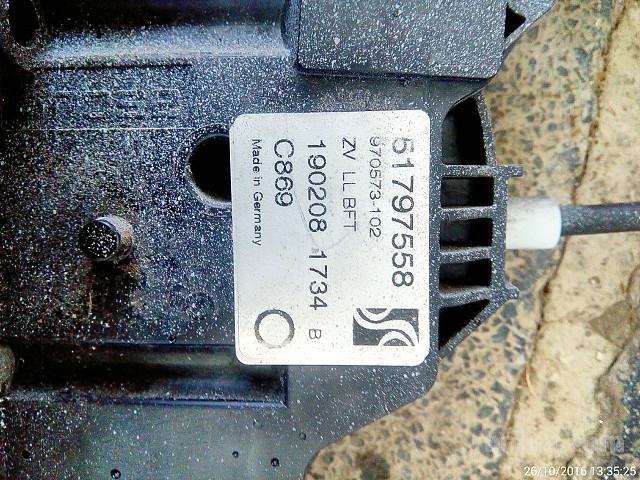 51797558
970573-102
ZV LL BFT
190208 1734 B
C869
Made in Germany
26/10/2016 13:35:25